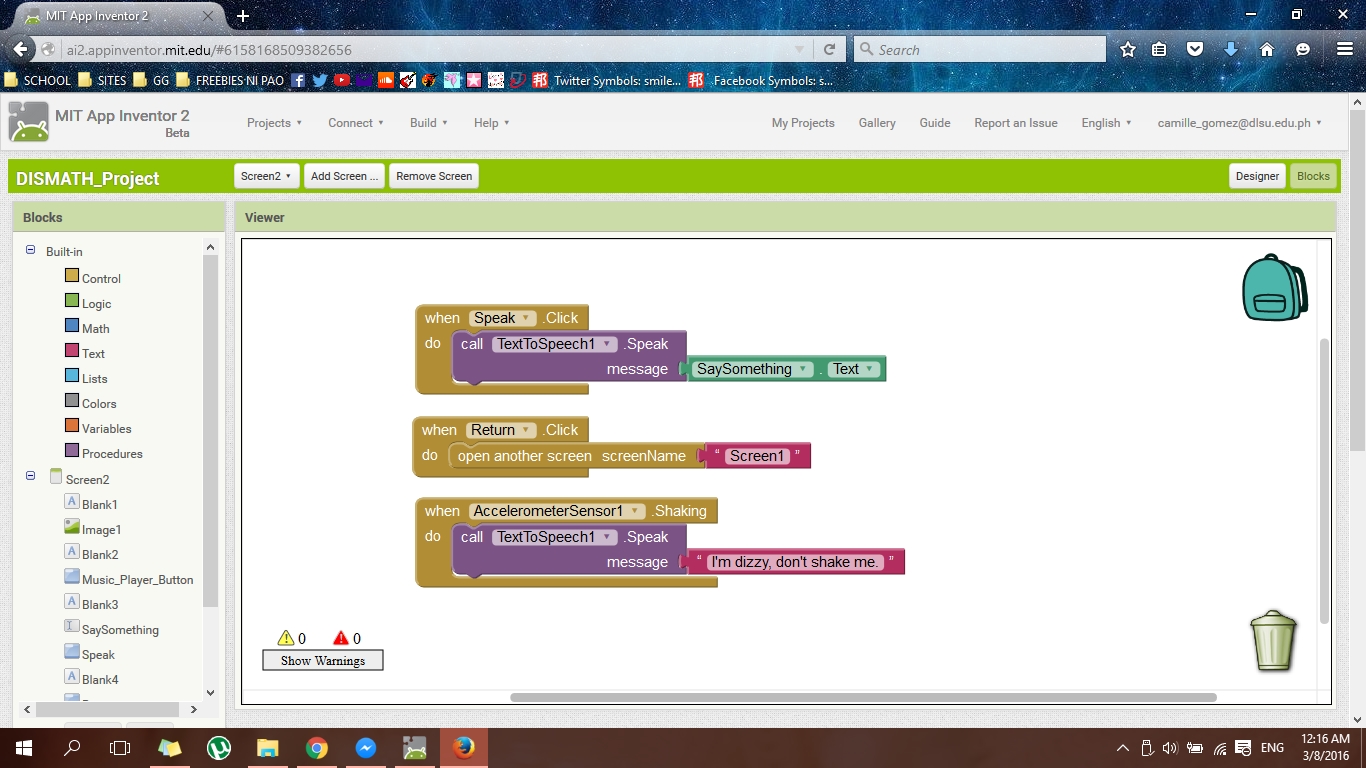 MIT App Inventor 2
ai2.appinventor.mit.edu/#6158168509382656
Search
SCHOOL SITES GG FREEBIES NI PAO Twitter Symbols: smile... Facebook Symbols: s...
MIT App Inventor 2
Beta
Projects Connect Build Help My Projects Gallery Guide Report an Issue English camille_gomez@dlsu.edu.ph
DISMATH_Project Screen2 Add Screen ... Remove Screen Designer Blocks
Blocks
Viewer
Built-in
Control
Logic
Math
Text
Lists
Colors
Variables
Procedures
Screen2
Blank1
Image1
Blank2
Music_Player_Button
Blank3
SaySomething
Speak
Blank4
when Speak .Click
do call TextToSpeech1 .Speak
message SaySomething . Text
when Return .Click
do open another screen screenName “ Screen1 ”
when AccelerometerSensor1 .Shaking
do call TextToSpeech1 .Speak
message “ I'm dizzy, don't shake me. ”
0 0
Show Warnings
ENG
12:16 AM
3/8/2016